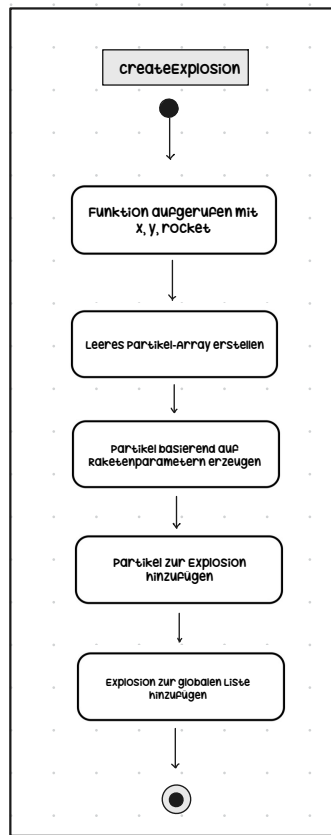 createExplosion
Funktion aufgerufen mit
x, y, rocket
Leeres Partikel-Array erstellen
Partikel basierend auf
Raketenparametern erzeugen
Partikel zur Explosion
hinzufügen
Explosion zur globalen Liste
hinzufügen